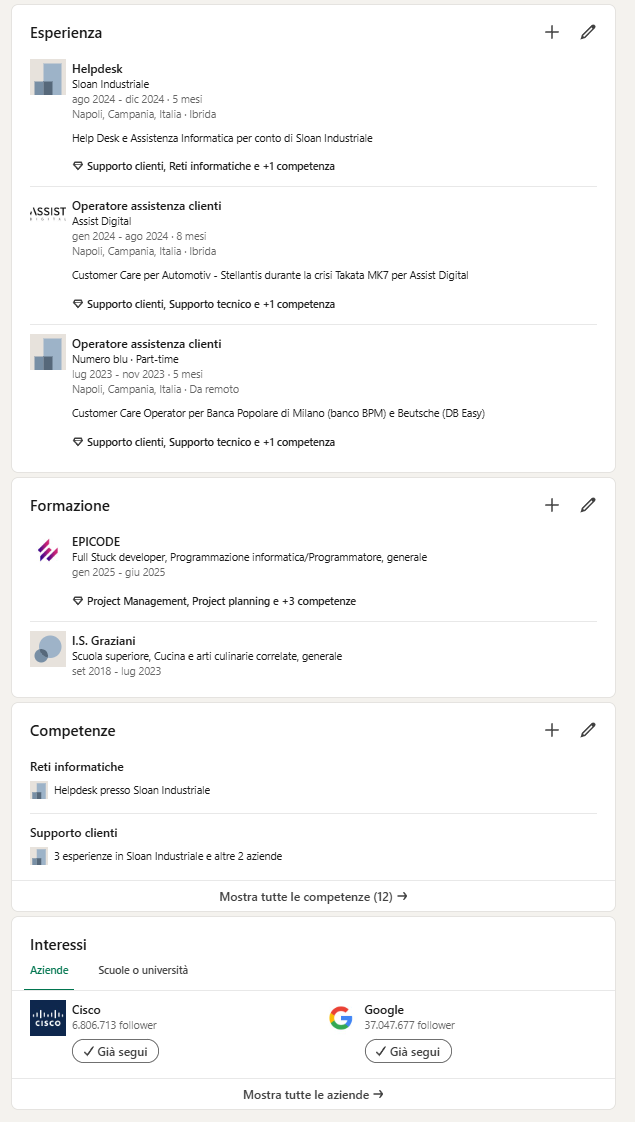 Esperienza
Helpdesk
Sloan Industriale
ago 2024 - dic 2024 · 5 mesi
Napoli, Campania, Italia · Ibrida
Help Desk e Assistenza Informatica per conto di Sloan Industriale
Supporto clienti, Reti informatiche e +1 competenza
ASSIST
DIGITAL
Operatore assistenza clienti
Assist Digital
gen 2024 - ago 2024 · 8 mesi
Napoli, Campania, Italia · Ibrida
Customer Care per Automotiv - Stellantis durante la crisi Takata MK7 per Assist Digital
Supporto clienti, Supporto tecnico e +1 competenza
Operatore assistenza clienti
Numero blu · Part-time
lug 2023 - nov 2023 · 5 mesi
Napoli, Campania, Italia · Da remoto
Customer Care Operator per Banca Popolare di Milano (banco BPM) e Beutsche (DB Easy)
Supporto clienti, Supporto tecnico e +1 competenza
Formazione
EPICODE
Full Stuck developer, Programmazione informatica/Programmatore, generale
gen 2025 - giu 2025
Project Management, Project planning e +3 competenze
I.S. Graziani
Scuola superiore, Cucina e arti culinarie correlate, generale
set 2018 - lug 2023
Competenze
Reti informatiche
Helpdesk presso Sloan Industriale
Supporto clienti
3 esperienze in Sloan Industriale e altre 2 aziende
Mostra tutte le competenze (12) →
Interessi
Aziende Scuole o università
CISCO
Cisco
6.806.713 follower
✓ Già segui
Google
37.047.677 follower
✓ Già segui
Mostra tutte le aziende →